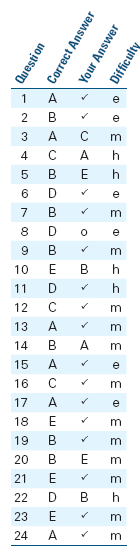 Question Correct Answer Your Answer Difficulty
1 A ✓ e
2 B ✓ e
3 A C m
4 C A h
5 B E h
6 D ✓ e
7 B ✓ m
8 D o e
9 B ✓ m
10 E B h
11 D ✓ h
12 C ✓ m
13 A ✓ m
14 B A m
15 A ✓ e
16 C ✓ m
17 A ✓ e
18 E ✓ m
19 B ✓ m
20 B E m
21 E ✓ m
22 D B h
23 E ✓ m
24 A ✓ m